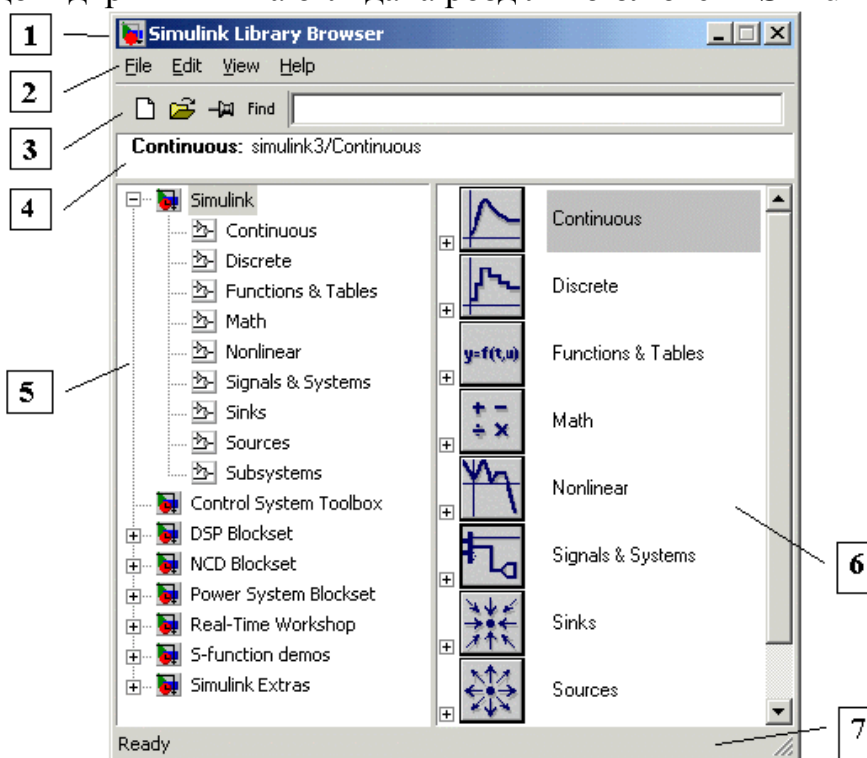 1
Simulink Library Browser
2
File Edit View Help
3
Find
4
Continuous: simulink3/Continuous
5
Simulink
Continuous
Discrete
Functions & Tables
Math
Nonlinear
Signals & Systems
Sinks
Sources
Subsystems
Control System Toolbox
DSP Blockset
NCD Blockset
Power System Blockset
Real-Time Workshop
S-function demos
Simulink Extras
Continuous
Discrete
y=f(t,u)
Functions & Tables
Math
Nonlinear
Signals & Systems
Sinks
Sources
6
Ready
7